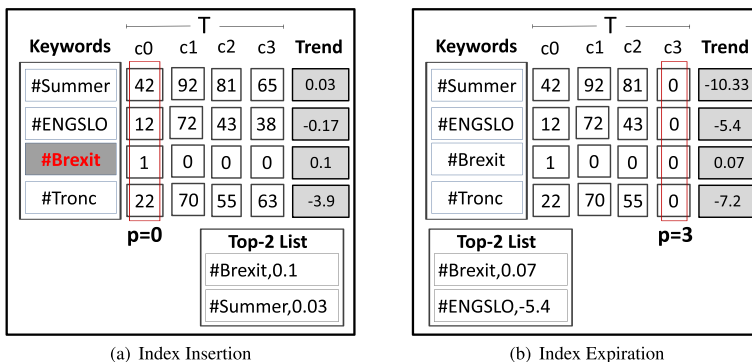 T
Keywords c0 c1 c2 c3 Trend
#Summer 42 92 81 65 0.03
#ENGSLO 12 72 43 38 -0.17
#Brexit 1 0 0 0 0.1
#Tronc 22 70 55 63 -3.9
p=0
Top-2 List
#Brexit,0.1
#Summer,0.03
(a) Index Insertion
T
Keywords c0 c1 c2 c3 Trend
#Summer 42 92 81 0 -10.33
#ENGSLO 12 72 43 0 -5.4
#Brexit 1 0 0 0 0.07
#Tronc 22 70 55 0 -7.2
p=3
Top-2 List
#Brexit,0.07
#ENGSLO,-5.4
(b) Index Expiration